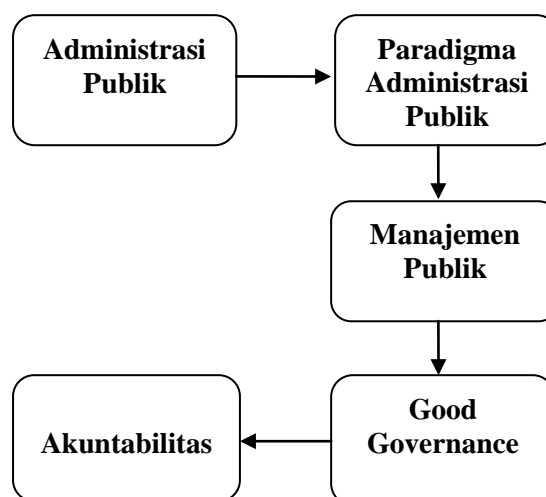 Administrasi
Publik
Paradigma
Administrasi
Publik
Manajemen
Publik
Good
Governance
Akuntabilitas